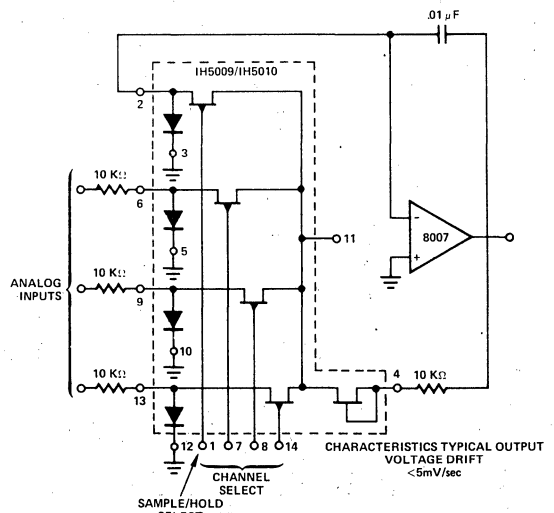 .01 μF
IH5009/IH5010
2
3
10 KΩ
6
5
11
8007
-
+
ANALOG
INPUTS
10 KΩ
9
10
10 KΩ
13
4
10 KΩ
12
1
7
8
14
CHANNEL
SELECT
CHARACTERISTICS TYPICAL OUTPUT
VOLTAGE DRIFT
<5mV/sec
SAMPLE/HOLD